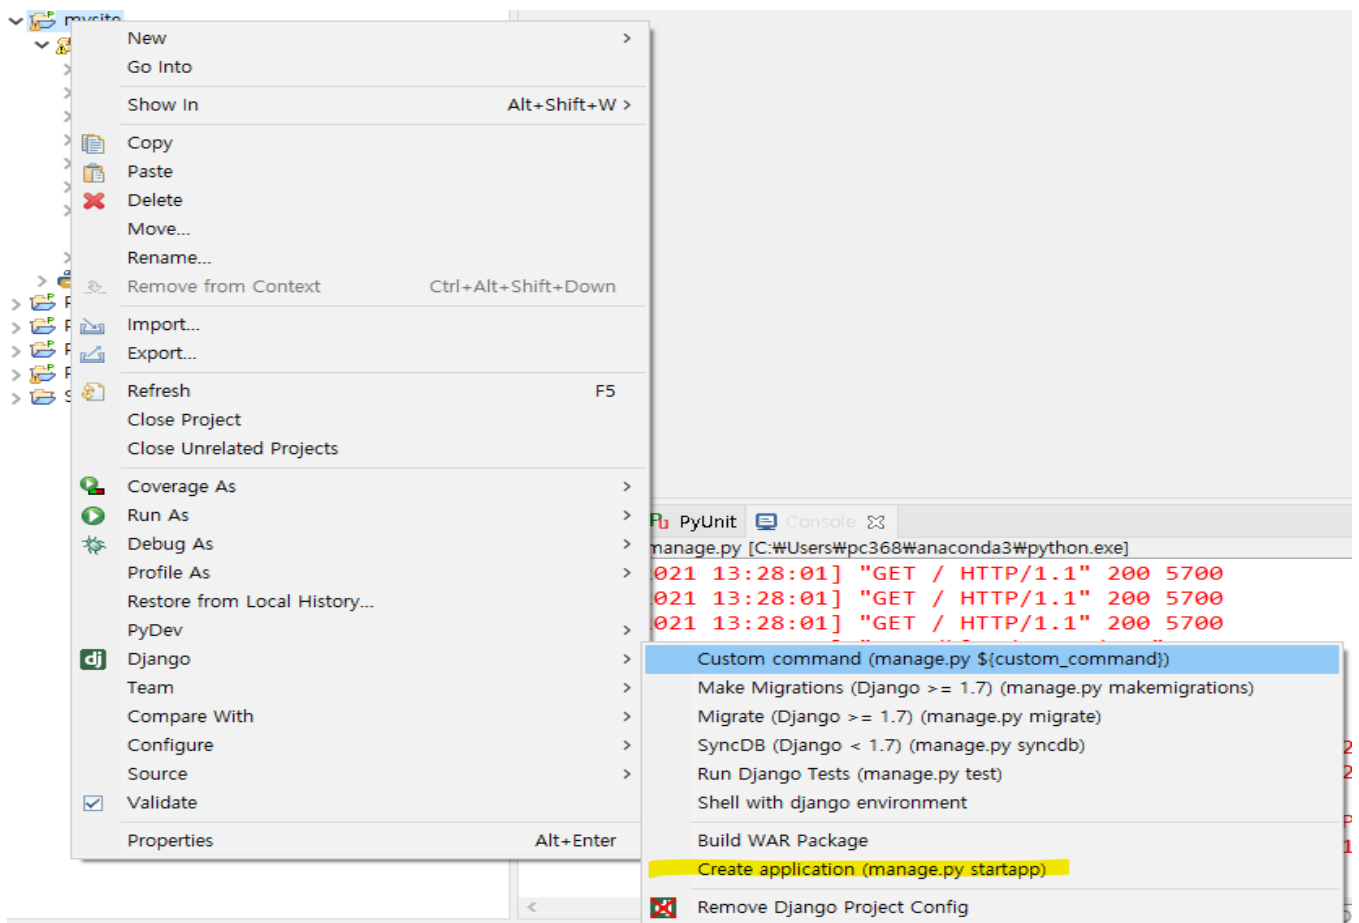 mysite
New
Go Into
Show In Alt+Shift+W
Copy
Paste
Delete
Move...
Rename...
Remove from Context Ctrl+Alt+Shift+Down
Import...
Export...
Refresh F5
Close Project
Close Unrelated Projects
Coverage As
Run As
Debug As
Profile As
Restore from Local History...
PyDev
dj Django
Team
Compare With
Configure
Source
Validate
Properties Alt+Enter
PyUnit Console
manage.py [C:₩Users₩pc368₩anaconda3₩python.exe]
021 13:28:01] "GET / HTTP/1.1" 200 5700
021 13:28:01] "GET / HTTP/1.1" 200 5700
021 13:28:01] "GET / HTTP/1.1" 200 5700
Custom command (manage.py ${custom_command})
Make Migrations (Django >= 1.7) (manage.py makemigrations)
Migrate (Django >= 1.7) (manage.py migrate)
SyncDB (Django < 1.7) (manage.py syncdb)
Run Django Tests (manage.py test)
Shell with django environment
Build WAR Package
Create application (manage.py startapp)
Remove Django Project Config